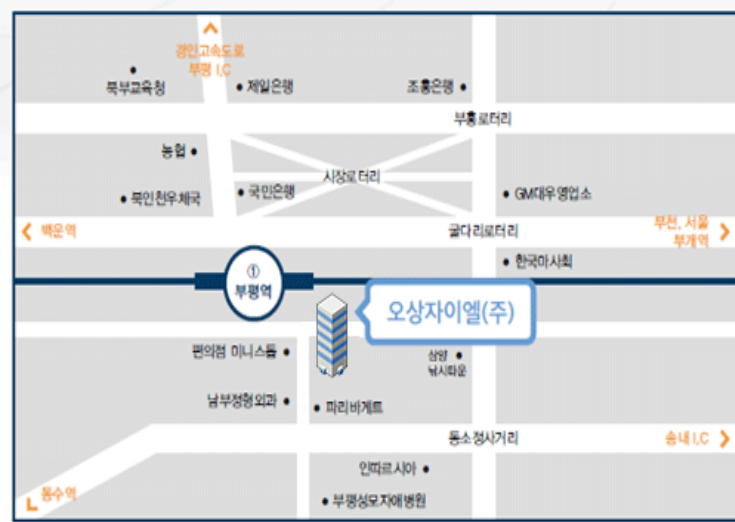 경인고속도로
부평 I.C
북부교육청
제일은행
조흥은행
부흥로터리
농협
시장로터리
북인천우체국
국민은행
GM대우영업소
백운역
굴다리로터리
부천, 서울
부개역
한국마사회
①
부평역
오상자이엘(주)
편의점 미니스톱
삼양
낚시타운
남부정형외과
파리바게트
동소정사거리
송내 I.C
인따르시아
동수역
부평성모자애병원